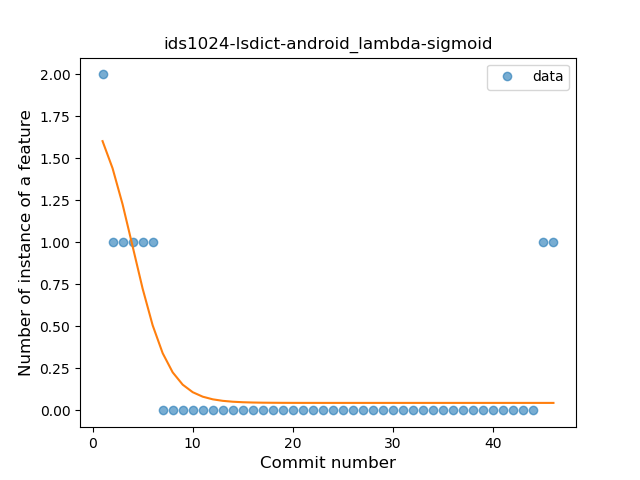 ids1024-lsdict-android_lambda-sigmoid
data
Number of instance of a feature
2.00
1.75
1.50
1.25
1.00
0.75
0.50
0.25
0.00
0 10 20 30 40
Commit number